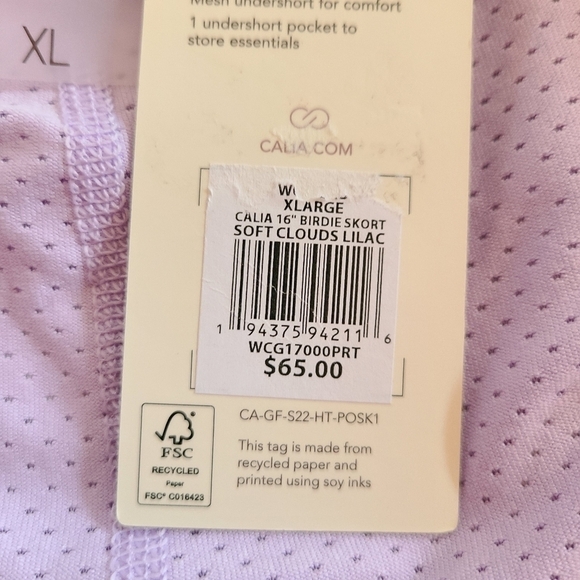 XL
Mesh undershort for comfort
1 undershort pocket to
store essentials
CALIA.COM
XLARGE
CALIA 16" BIRDIE SKORT
SOFT CLOUDS LILAC
1 94375 94211 6
WCG17000PRT
$65.00
CA-GF-S22-HT-POSK1
This tag is made from
recycled paper and
printed using soy inks
FSC
RECYCLED
Paper
FSC® C016423